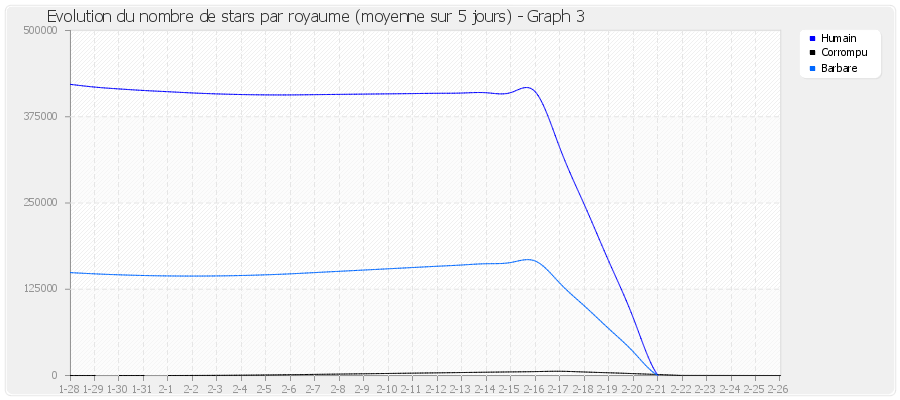 Evolution du nombre de stars par royaume (moyenne sur 5 jours) - Graph 3
500000
375000
250000
125000
0
Humain
Corrompu
Barbare
1-28 1-29 1-30 1-31 2-1 2-2 2-3 2-4 2-5 2-6 2-7 2-8 2-9 2-10 2-11 2-12 2-13 2-14 2-15 2-16 2-17 2-18 2-19 2-20 2-21 2-22 2-23 2-24 2-25 2-26